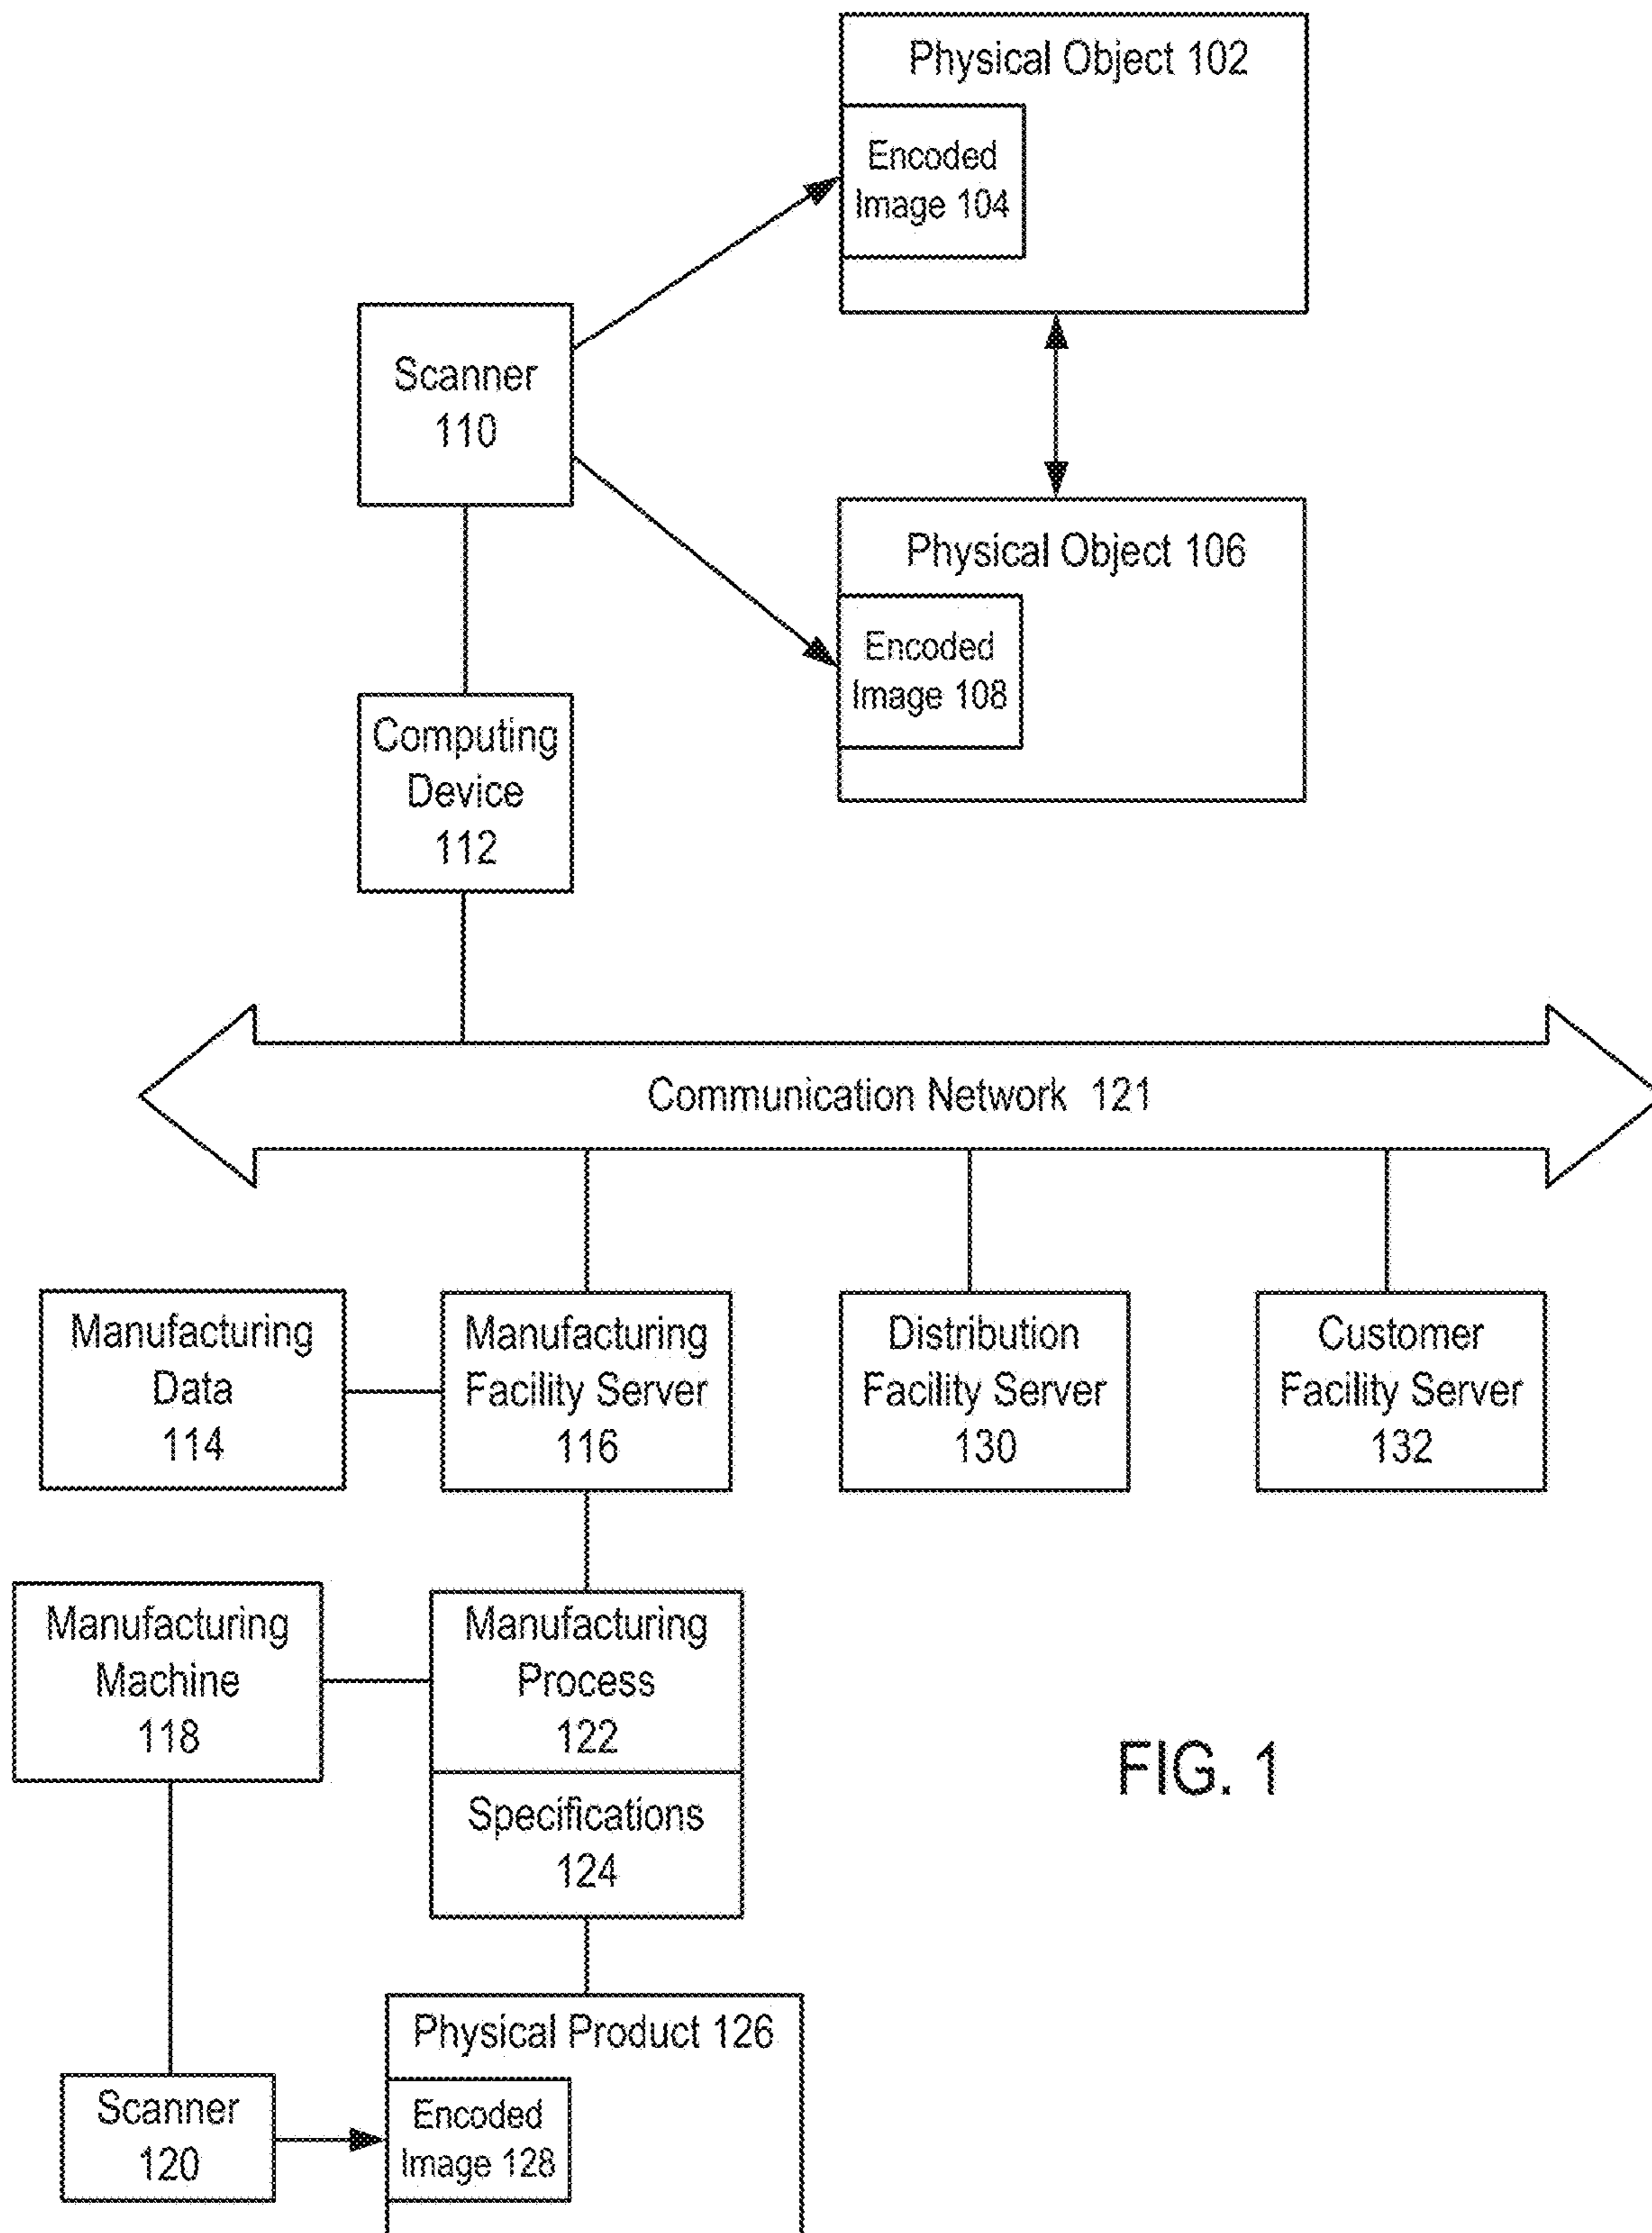 Physical Object 102
Encoded
Image 104
Scanner
110
Physical Object 106
Encoded
Image 108
Computing
Device
112
Communication Network 121
Manufacturing
Data
114
Manufacturing
Facility Server
116
Distribution
Facility Server
130
Customer
Facility Server
132
Manufacturing
Machine
118
Manufacturing
Process
122
Specifications
124
FIG. 1
Physical Product 126
Scanner
120
Encoded
Image 128